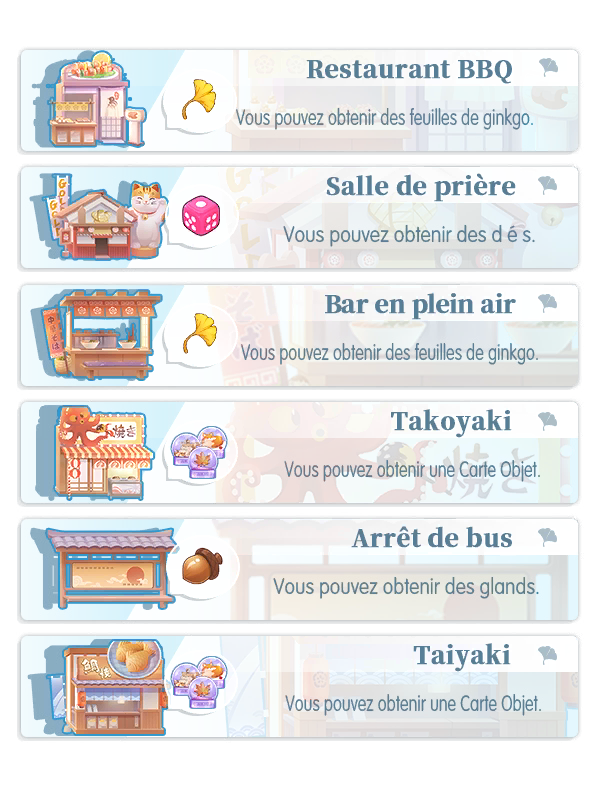 Restaurant BBQ
Vous pouvez obtenir des feuilles de ginkgo.
Salle de prière
Vous pouvez obtenir des d é s.
Bar en plein air
Vous pouvez obtenir des feuilles de ginkgo.
焼き
Takoyaki
Vous pouvez obtenir une Carte Objet.
Arrêt de bus
Vous pouvez obtenir des glands.
Taiyaki
Vous pouvez obtenir une Carte Objet.